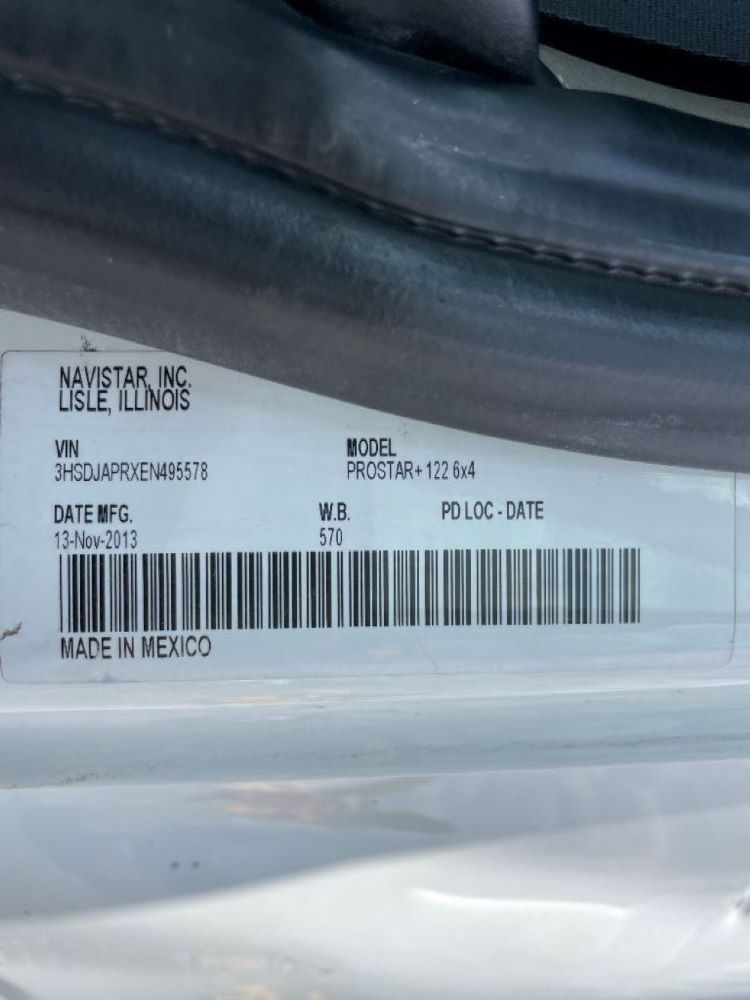 NAVISTAR, INC.
LISLE, ILLINOIS
VIN MODEL
3HSDJAPRXEN495578 PROSTAR+ 122 6x4
DATE MFG. W.B. PD LOC - DATE
13-Nov-2013 570
MADE IN MEXICO